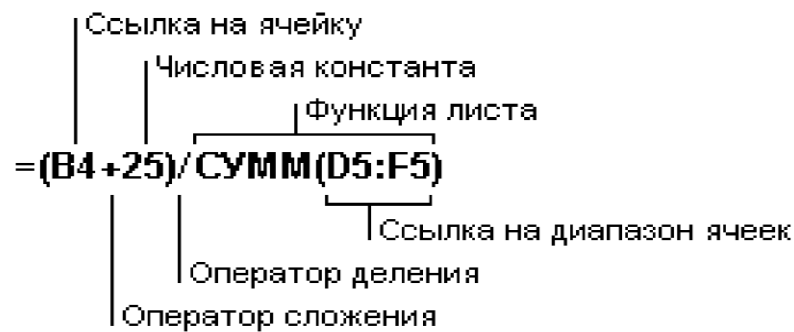 Ссылка на ячейку
Числовая константа
Функция листа
=(B4+25)/СУММ(D5:F5)
Ссылка на диапазон ячеек
Оператор деления
Оператор сложения